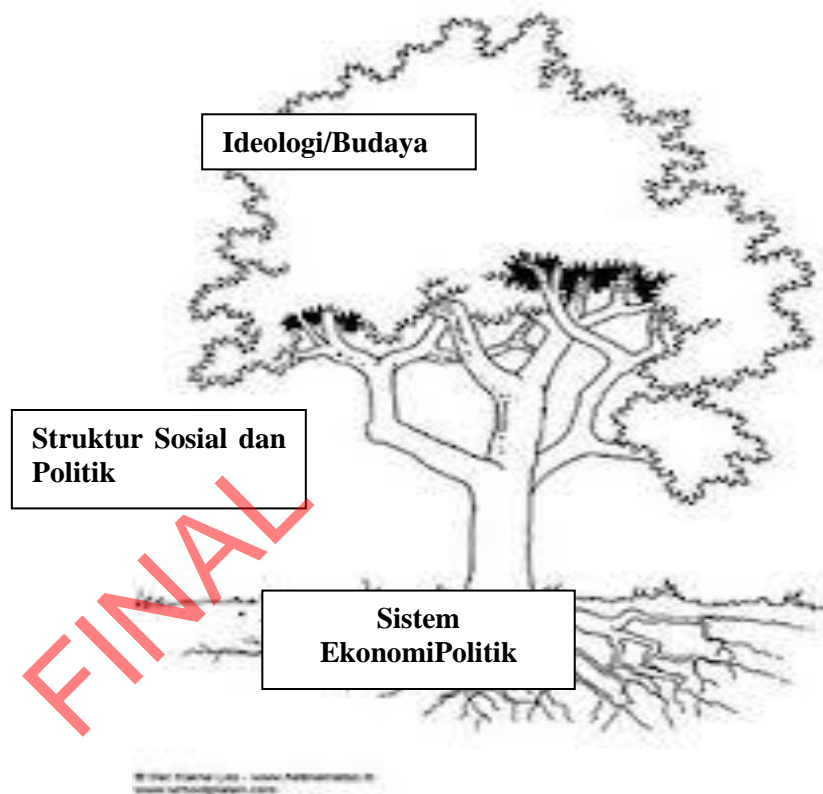 Ideologi/Budaya
Struktur Sosial dan
Politik
FINAL
Sistem
EkonomiPolitik